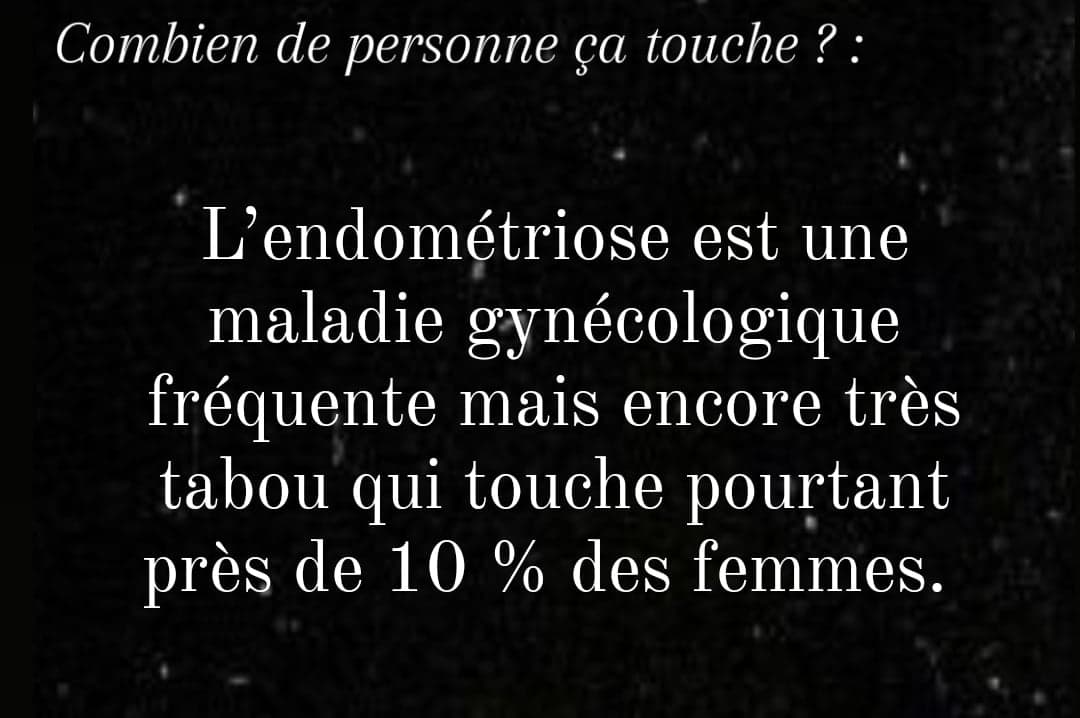 Combien de personne ça touche ? :
L’endométriose est une
maladie gynécologique
fréquente mais encore très
tabou qui touche pourtant
près de 10 % des femmes.